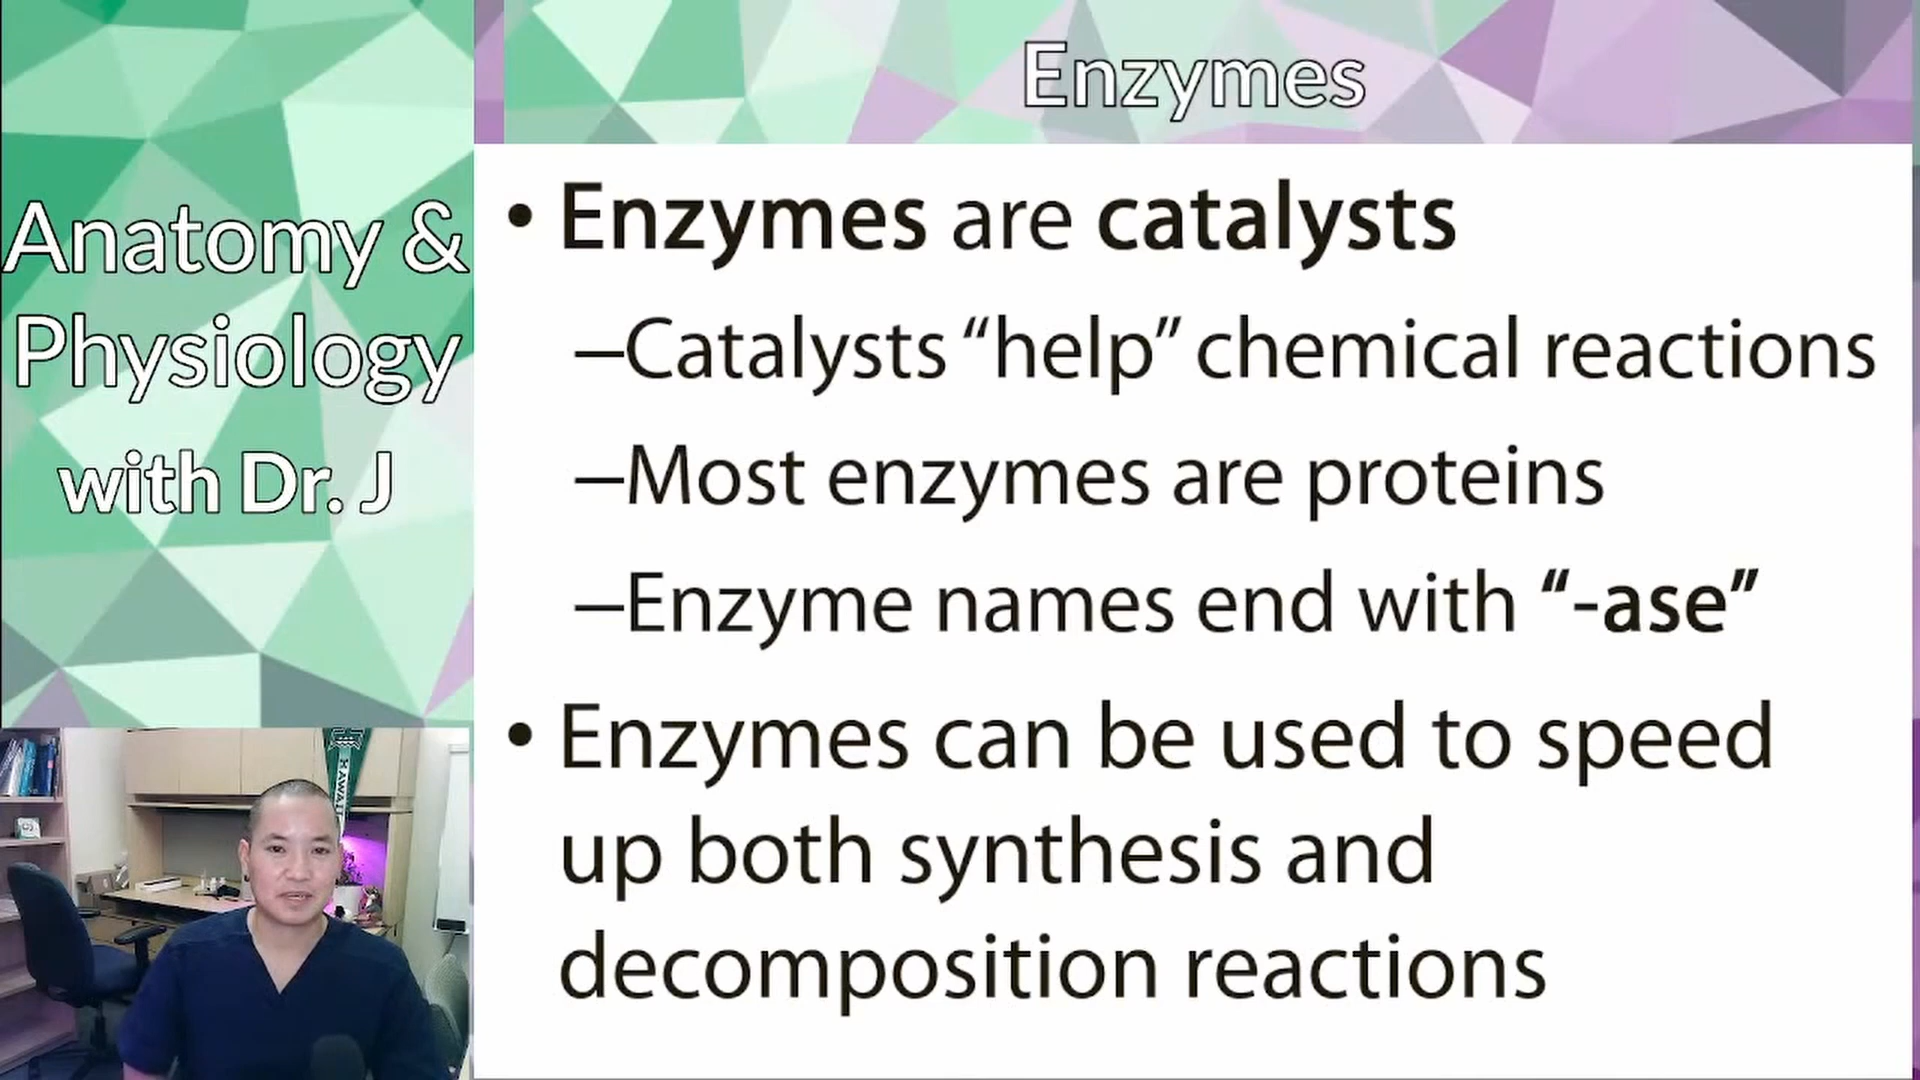 Enzymes
Anatomy &
Physiology
with Dr. J
• Enzymes are catalysts
–Catalysts “help” chemical reactions
–Most enzymes are proteins
–Enzyme names end with “-ase”
• Enzymes can be used to speed
up both synthesis and
decomposition reactions
HAWAI